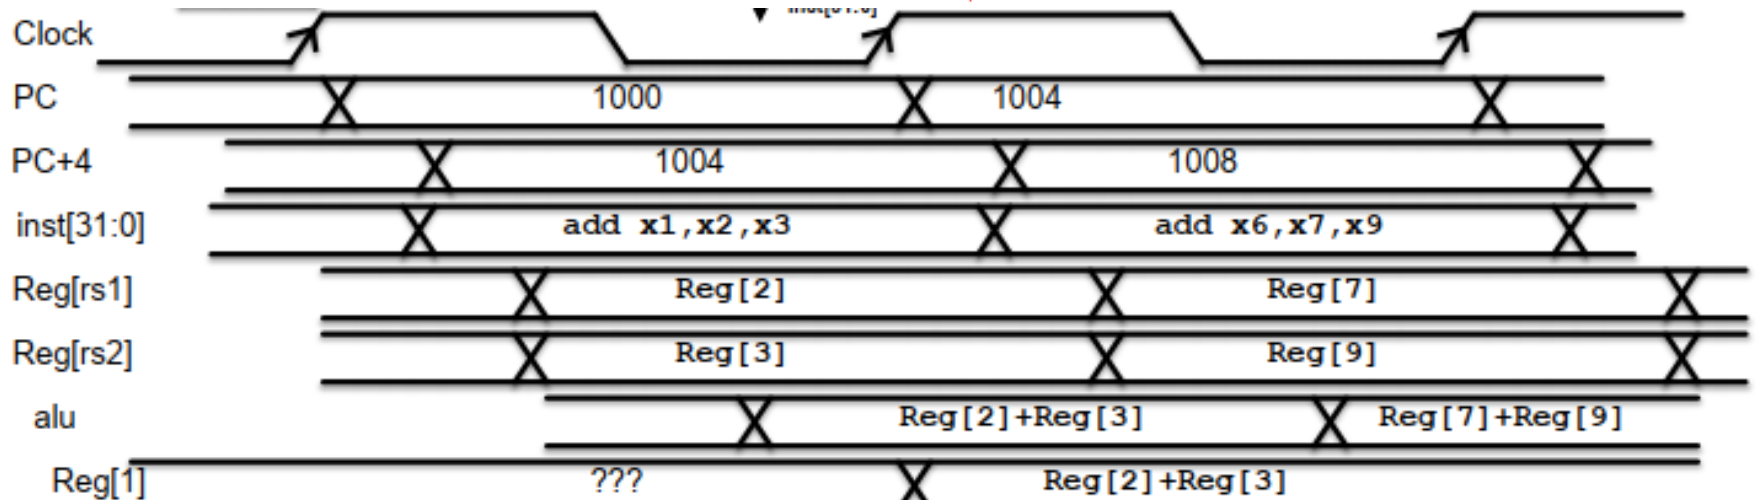 Clock
PC 1000 1004
PC+4 1004 1008
inst[31:0] add x1,x2,x3 add x6,x7,x9
Reg[rs1] Reg[2] Reg[7]
Reg[rs2] Reg[3] Reg[9]
alu Reg[2]+Reg[3] Reg[7]+Reg[9]
Reg[1] ??? Reg[2]+Reg[3]